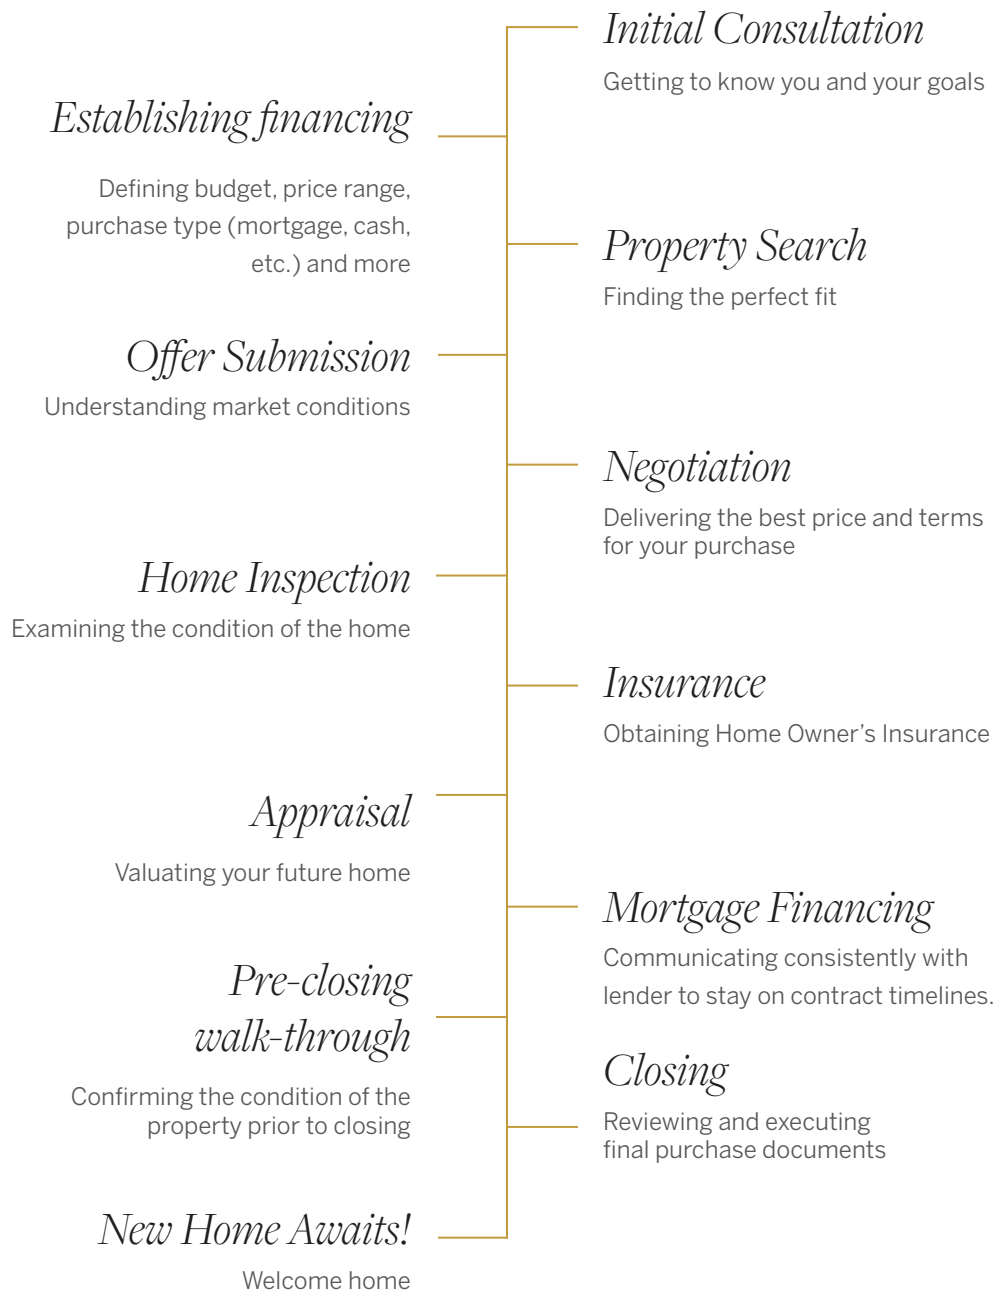 Initial Consultation
Getting to know you and your goals
Establishing financing
Defining budget, price range,
purchase type (mortgage, cash,
etc.) and more
Property Search
Finding the perfect fit
Offer Submission
Understanding market conditions
Negotiation
Delivering the best price and terms
for your purchase
Home Inspection
Examining the condition of the home
Insurance
Obtaining Home Owner’s Insurance
Appraisal
Valuating your future home
Mortgage Financing
Communicating consistently with
lender to stay on contract timelines.
Pre-closing
walk-through
Confirming the condition of the
property prior to closing
Closing
Reviewing and executing
final purchase documents
New Home Awaits!
Welcome home